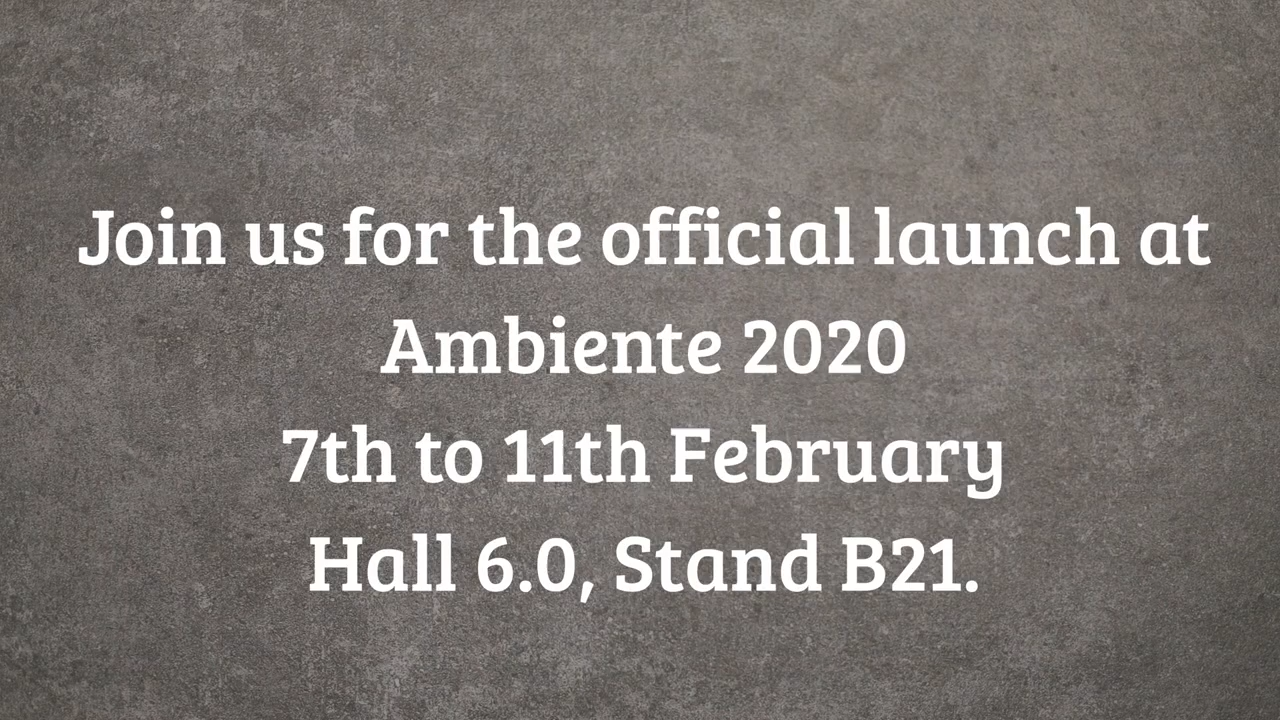 Join us for the official launch at
Ambiente 2020
7th to 11th February
Hall 6.0, Stand B21.